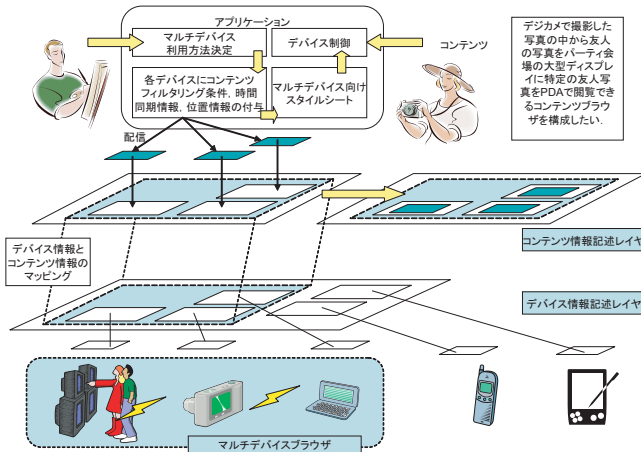 アプリケーション
マルチデバイス
利用方法決定
デバイス制御
コンテンツ
各デバイスにコンテンツ
フィルタリング条件、時間
同期情報、位置情報の付与
マルチデバイス向け
スタイルシート
デジカメで撮影した
写真の中から友人
の写真をパーティ会
場の大型ディスプレ
イに特定の友人写
真をPDAで閲覧でき
るコンテンツブラウ
ザを構成したい.
配信
コンテンツ情報記述レイヤ
デバイス情報と
コンテンツ情報の
マッピング
デバイス情報記述レイヤ
マルチデバイスブラウザ